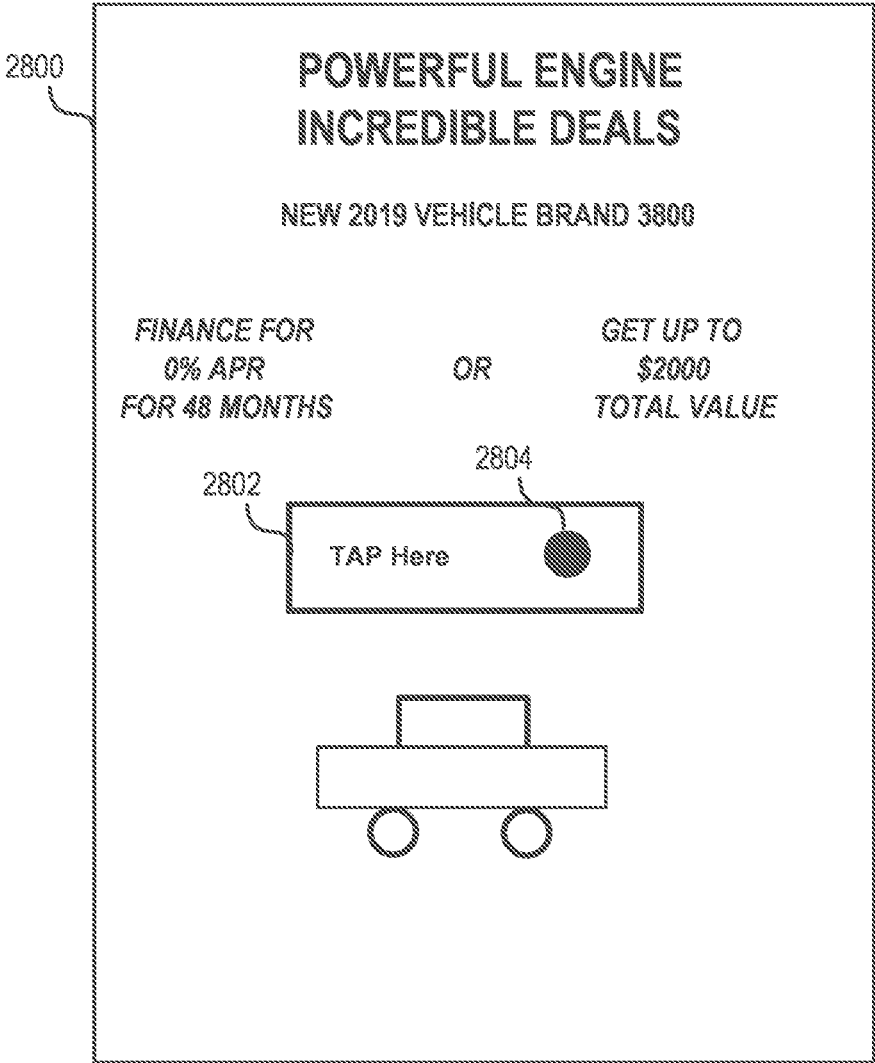 2800
POWERFUL ENGINE
INCREDIBLE DEALS
NEW 2019 VEHICLE BRAND 3800
FINANCE FOR
0% APR
FOR 48 MONTHS
OR
GET UP TO
$2000
TOTAL VALUE
2802
2804
TAP Here